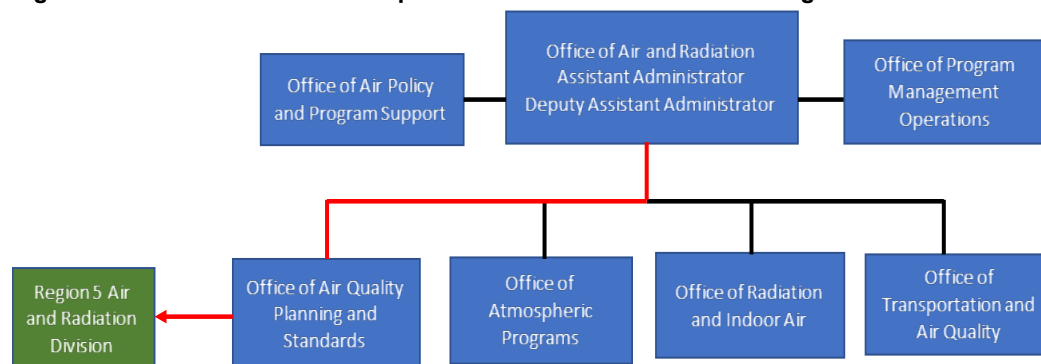 Office of Air Policy
and Program Support
Office of Air and Radiation
Assistant Administrator
Deputy Assistant Administrator
Office of Program
Management
Operations
Region 5 Air
and Radiation
Division
Office of Air Quality
Planning and
Standards
Office of
Atmospheric
Programs
Office of Radiation
and Indoor Air
Office of
Transportation and
Air Quality